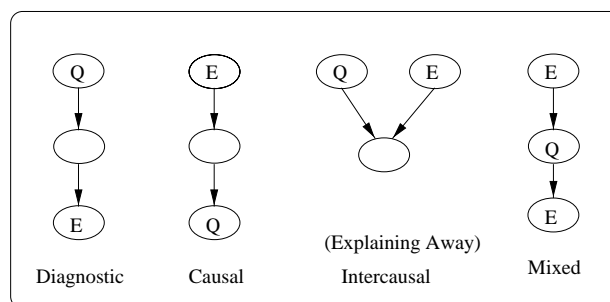 Q
E
Q
E
E
Q
E
Q
E
(Explaining Away)
Diagnostic
Causal
Intercausal
Mixed